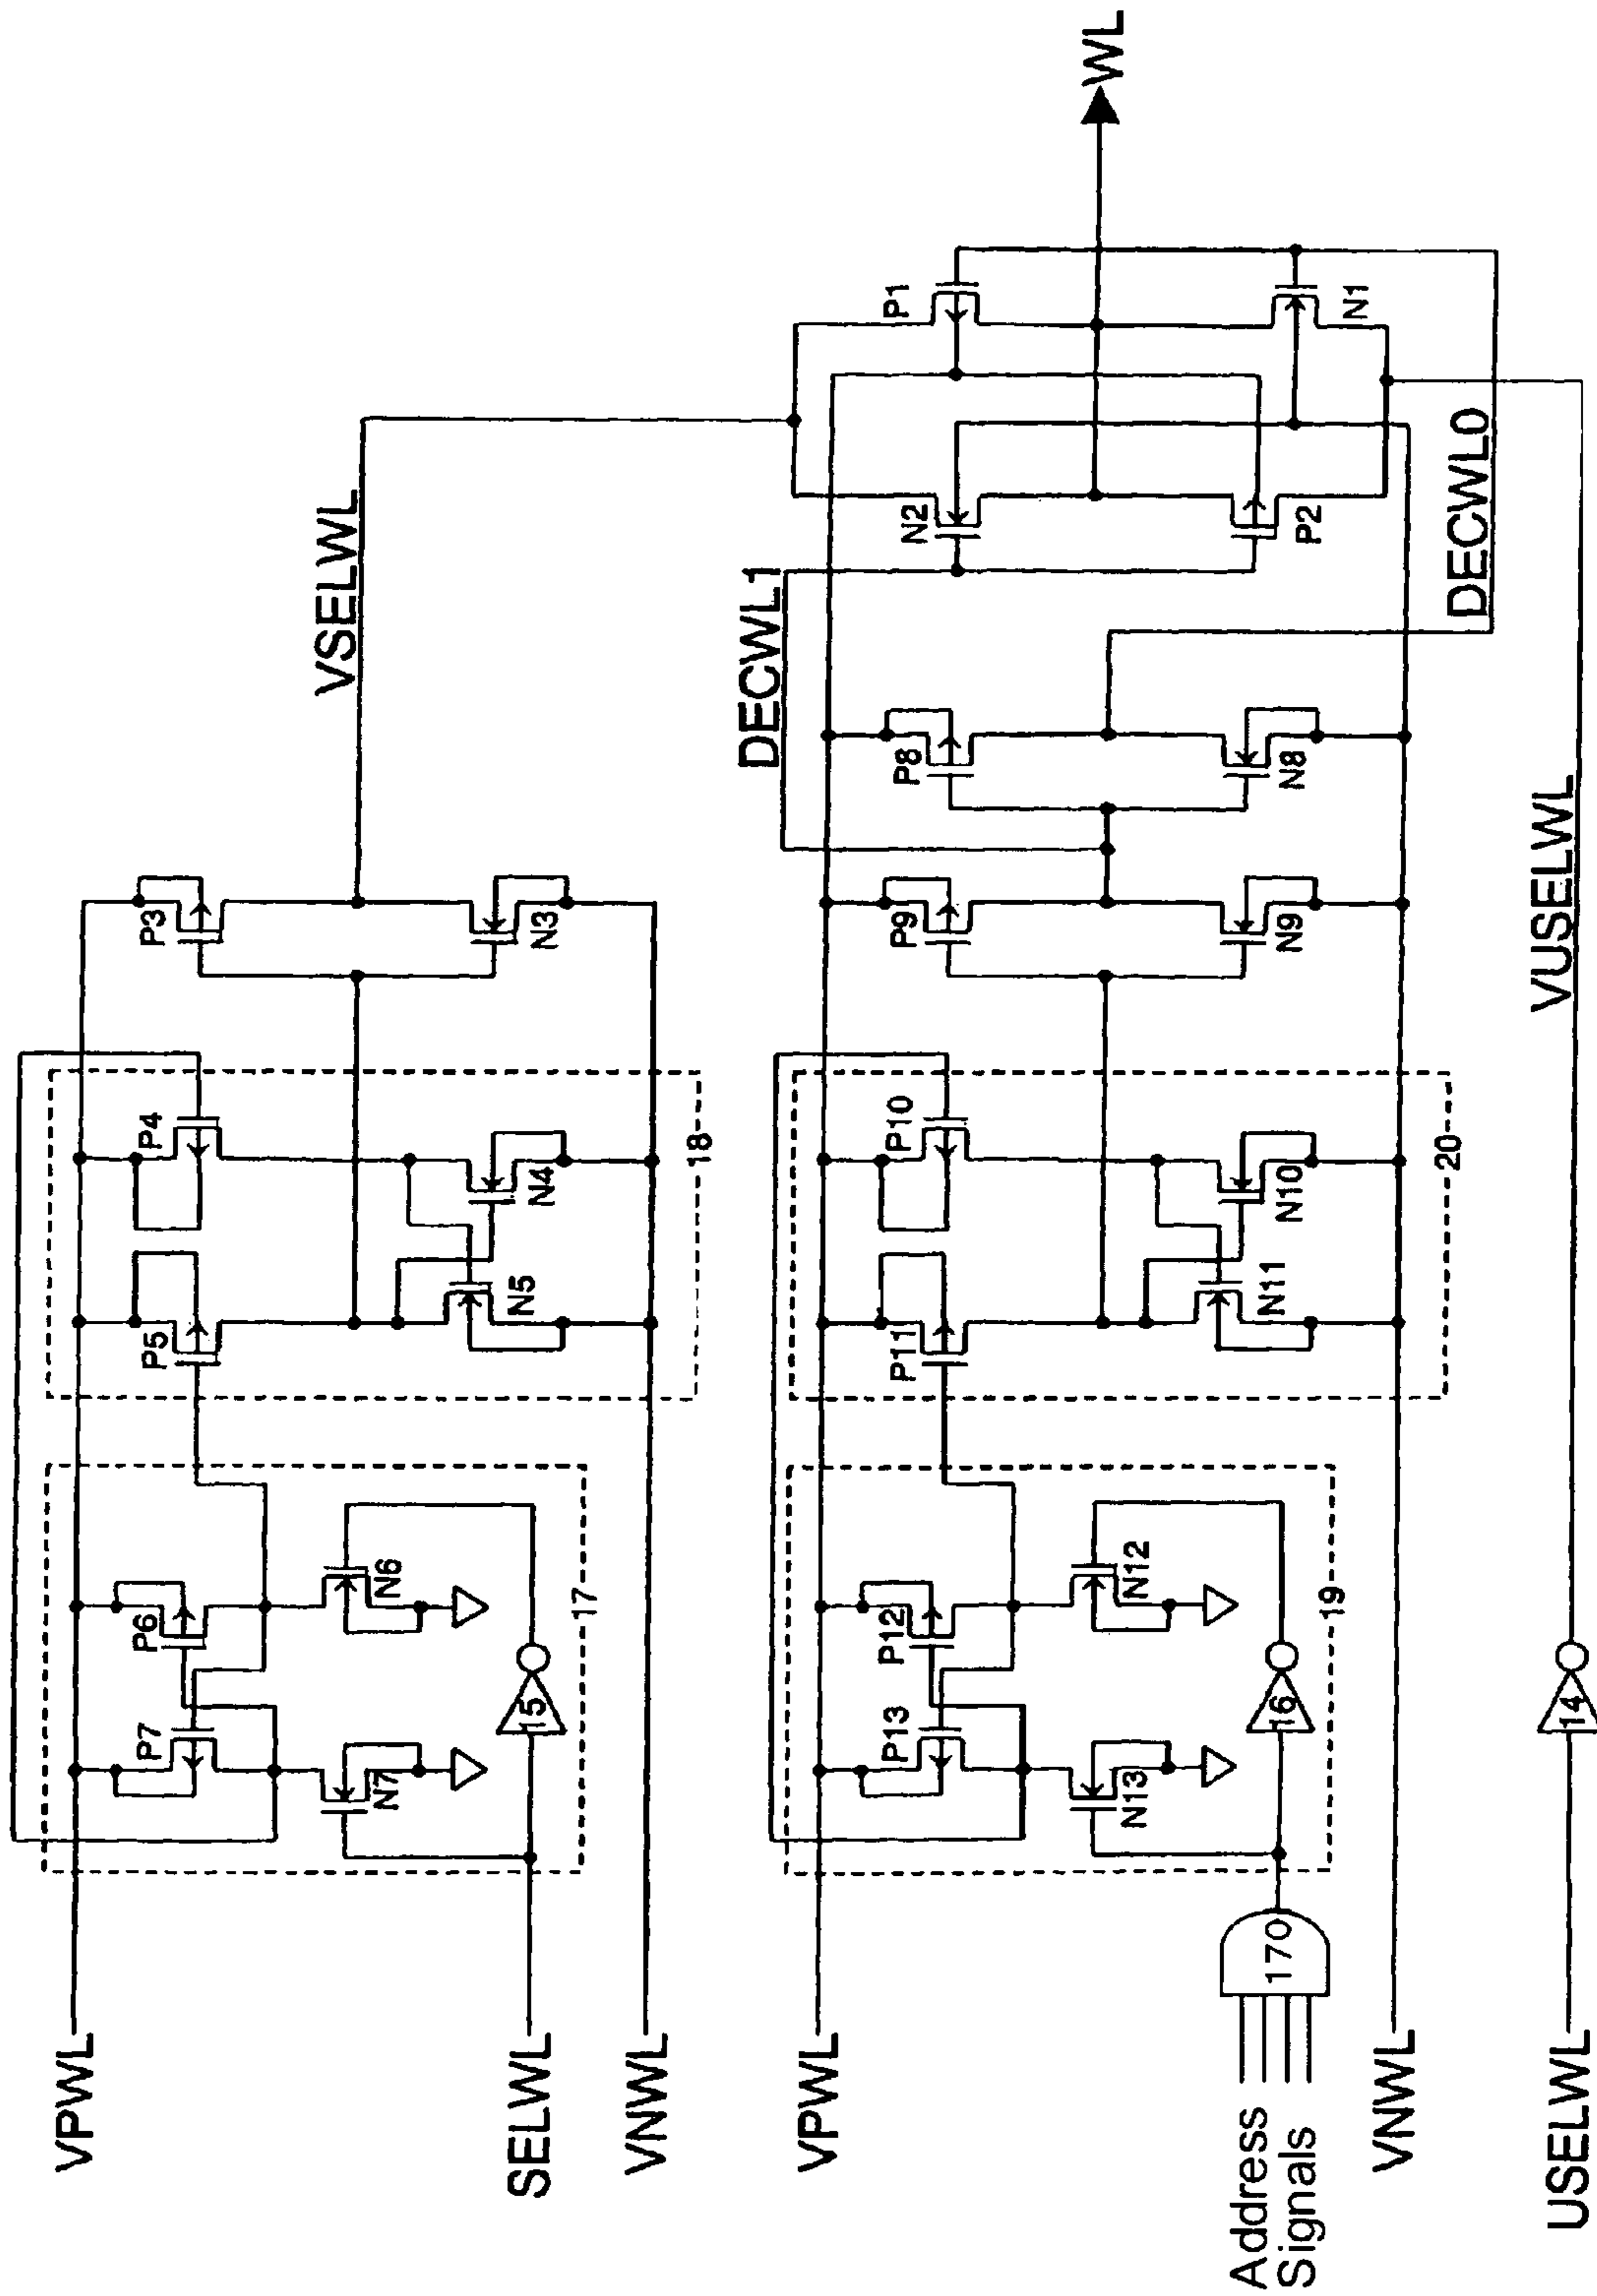 VPWL
P7
P6
P5
P4
P3
VSELWL
N7
N6
N5
N4
N3
15
SELWL
17
18
VNWL
VPWL
P13
P12
P11
P10
P9
P8
DECWL1
N2
P1
WL
N13
N12
N11
N10
N9
N8
P2
N1
16
Address
Signals
170
19
20
DECWL0
VNWL
USELWL
14
VUSELWL